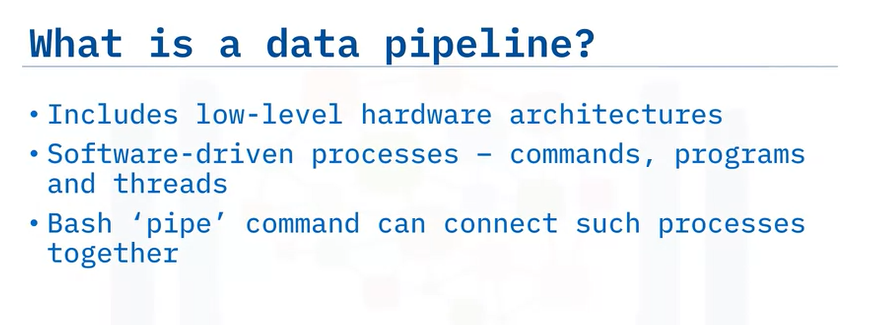 What is a data pipeline?
• Includes low-level hardware architectures
• Software-driven processes – commands, programs
and threads
• Bash ‘pipe’ command can connect such processes
together